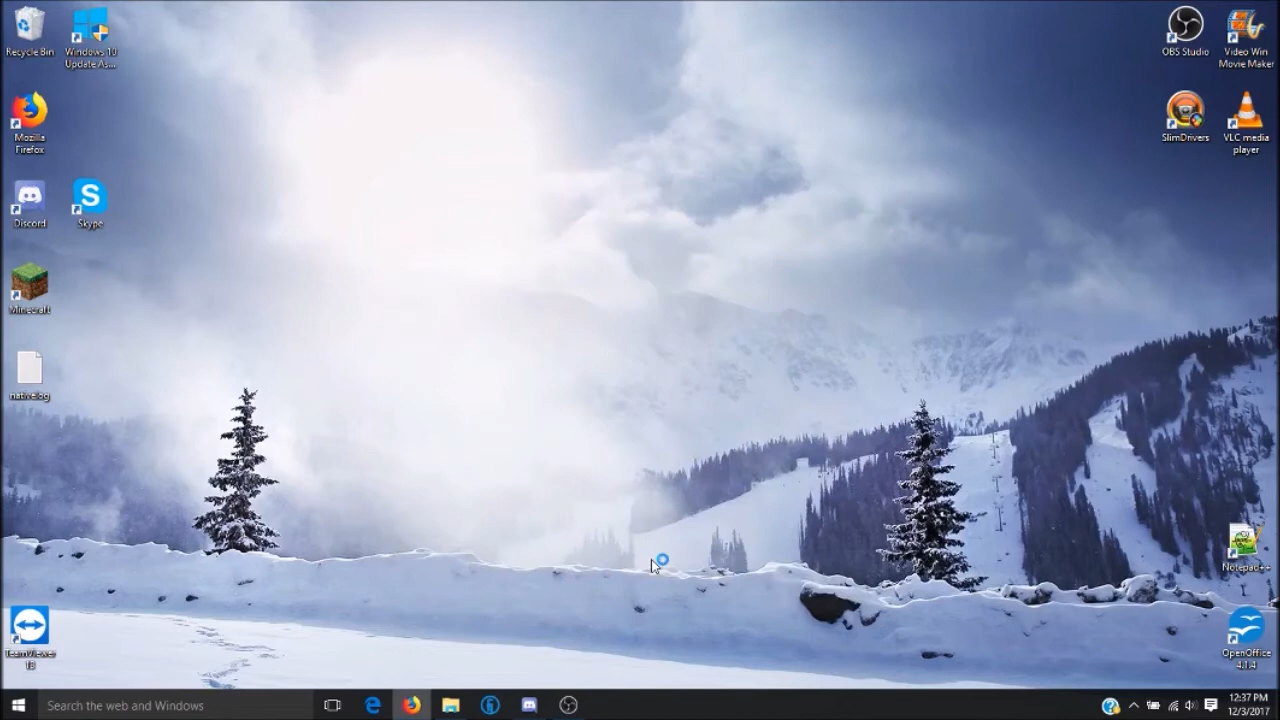 Recycle Bin
Windows 10
Update As...
Mozilla
Firefox
Discord
Skype
Minecraft
nativelog
TeamViewer
13
OBS Studio
Video Win
Movie Maker
SlimDrivers
VLC media
player
Notepad++
OpenOffice
4.1.4
Search the web and Windows
12:37 PM
12/3/2017